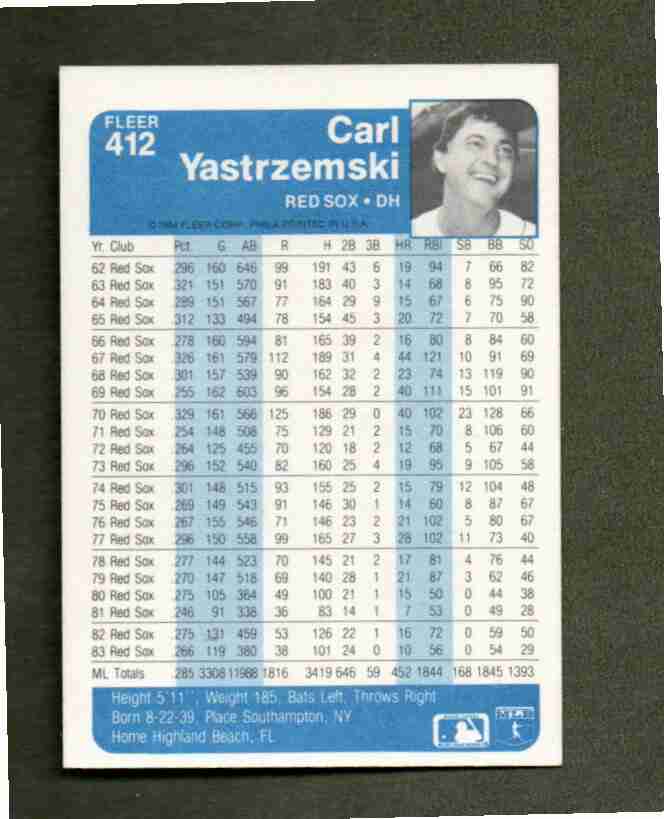 FLEER
412
Carl
Yastrzemski
RED SOX • DH
© 1984 FLEER CORP. PHILA PRINTED IN U.S.A.
Yr. Club Pct. G AB R H 2B 3B HR RBI SB BB SO
62 Red Sox .296 160 646 99 191 43 6 19 94 7 66 82
63 Red Sox .321 151 570 91 183 40 3 14 68 8 95 72
64 Red Sox .289 151 567 77 164 29 9 15 67 6 75 90
65 Red Sox .312 133 494 78 154 45 3 20 72 7 70 58
66 Red Sox .278 160 594 81 165 39 2 16 80 8 84 60
67 Red Sox .326 161 579 112 189 31 4 44 121 10 91 69
68 Red Sox .301 157 539 90 162 32 2 23 74 13 119 90
69 Red Sox .255 162 603 96 154 28 2 40 111 15 101 91
70 Red Sox .329 161 566 125 186 29 0 40 102 23 128 66
71 Red Sox .254 148 508 75 129 21 2 15 70 8 106 60
72 Red Sox .264 125 455 70 120 18 2 12 68 5 67 44
73 Red Sox .296 152 540 82 160 25 4 19 95 9 105 58
74 Red Sox .301 148 515 93 155 25 2 15 79 12 104 48
75 Red Sox .269 149 543 91 146 30 1 14 60 8 87 67
76 Red Sox .267 155 546 71 146 23 2 21 102 5 80 67
77 Red Sox .296 150 558 99 165 27 3 28 102 11 73 40
78 Red Sox .277 144 523 70 145 21 2 17 81 4 76 44
79 Red Sox .270 147 518 69 140 28 1 21 87 3 62 46
80 Red Sox .275 105 364 49 100 21 1 15 50 0 44 38
81 Red Sox .246 91 338 36 83 14 1 7 53 0 49 28
82 Red Sox .275 131 459 53 126 22 1 16 72 0 59 50
83 Red Sox .266 119 380 38 101 24 0 10 56 0 54 29
ML Totals .285 3308 11988 1816 3419 646 59 452 1844 168 1845 1393
Height 5'11'', Weight 185, Bats Left, Throws Right
Born 8-22-39, Place Southampton, NY
Home Highland Beach, FL